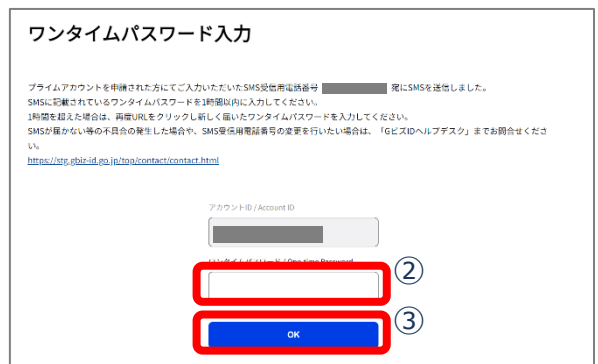 ワンタイムパスワード入力
プライムアカウントを申請された方にてご入力いただいたSMS受信用電話番号 宛にSMSを送信しました。
SMSに記載されているワンタイムパスワードを1時間以内に入力してください。
1時間を超えた場合は、再度URLをクリックし新しく届いたワンタイムパスワードを入力してください。
SMSが届かない等の不具合の発生した場合や、SMS受信用電話番号の変更を行いたい場合は、「GビズIDヘルプデスク」までお問合せくださ
い。
https://stg.gbiz-id.go.jp/top/contact/contact.html
アカウントID / Account ID
ワンタイムパスワード / One-time Password
②
OK
③